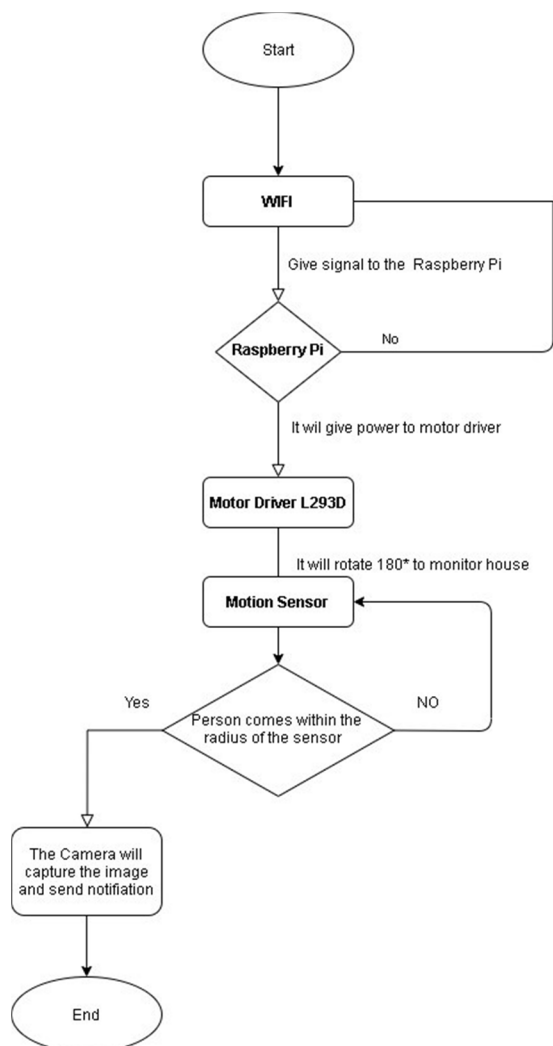 Start
WIFI
Give signal to the Raspberry Pi
Raspberry Pi
No
It wil give power to motor driver
Motor Driver L293D
It will rotate 180* to monitor house
Motion Sensor
Yes
NO
Person comes within the
radius of the sensor
The Camera will
capture the image
and send notifiation
End